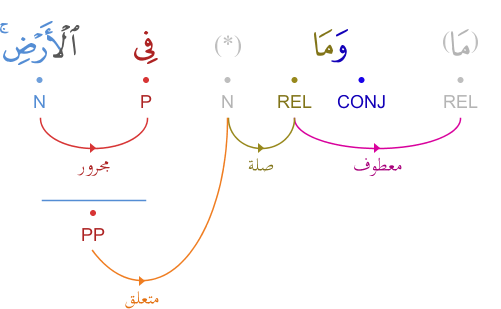 (مَا) وَمَا (*) فِى ٱلْأَرْضِ ۚ
REL CONJ REL N P N
معطوف صلة مجرور
PP
متعلق